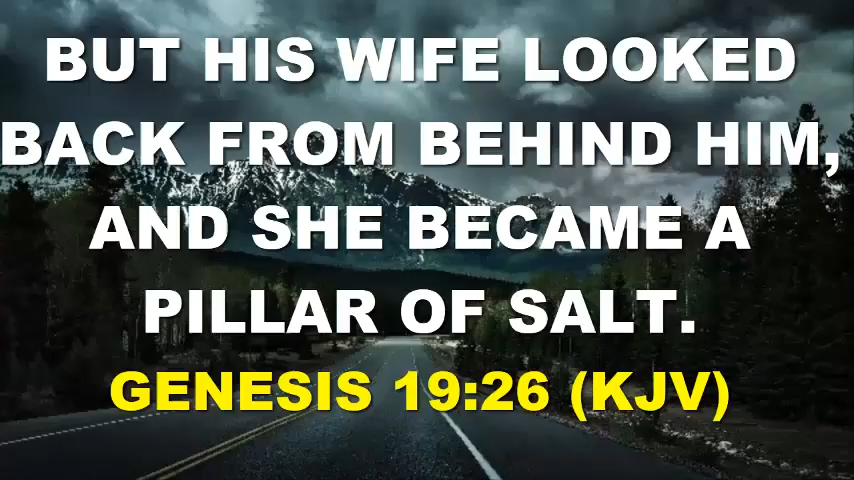 BUT HIS WIFE LOOKED
BACK FROM BEHIND HIM,
AND SHE BECAME A
PILLAR OF SALT.
GENESIS 19:26 (KJV)